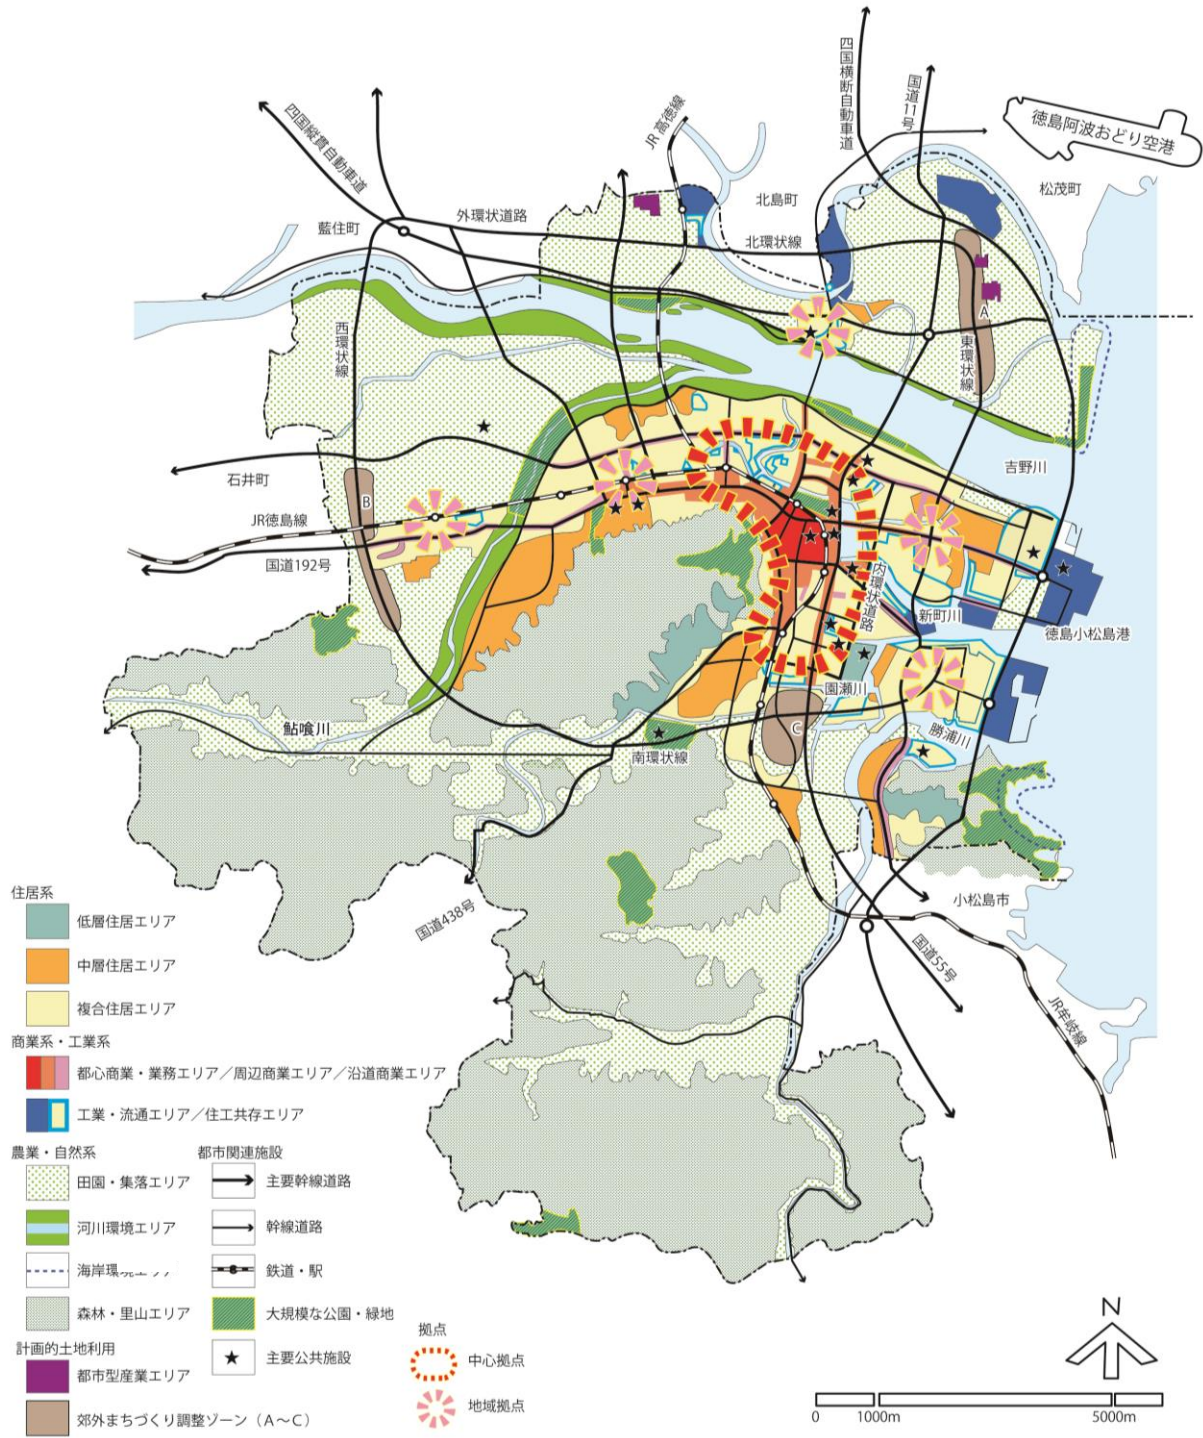 四国横断自動車道
国道11号
徳島阿波おどり空港
四国縦貫自動車道
JR高徳線
松茂町
北島町
藍住町
外環状道路
北環状線
西環状線
東環状線
A
吉野川
石井町
B
JR徳島線
国道192号
内環状道路
新町川
徳島小松島港
園瀬川
鮎喰川
C
勝浦川
南環状線
小松島市
国道438号
国道55号
JR牟岐線
住居系
低層住居エリア
中層住居エリア
複合住居エリア
商業系・工業系
都心商業・業務エリア／周辺商業エリア／沿道商業エリア
工業・流通エリア／住工共存エリア
農業・自然系
田園・集落エリア
河川環境エリア
海岸環
森林・里山エリア
計画的土地利用
都市型産業エリア
郊外まちづくり調整ゾーン（A～C）
都市関連施設
主要幹線道路
幹線道路
鉄道・駅
大規模な公園・緑地
主要公共施設
拠点
中心拠点
地域拠点
N
0 1000m 5000m